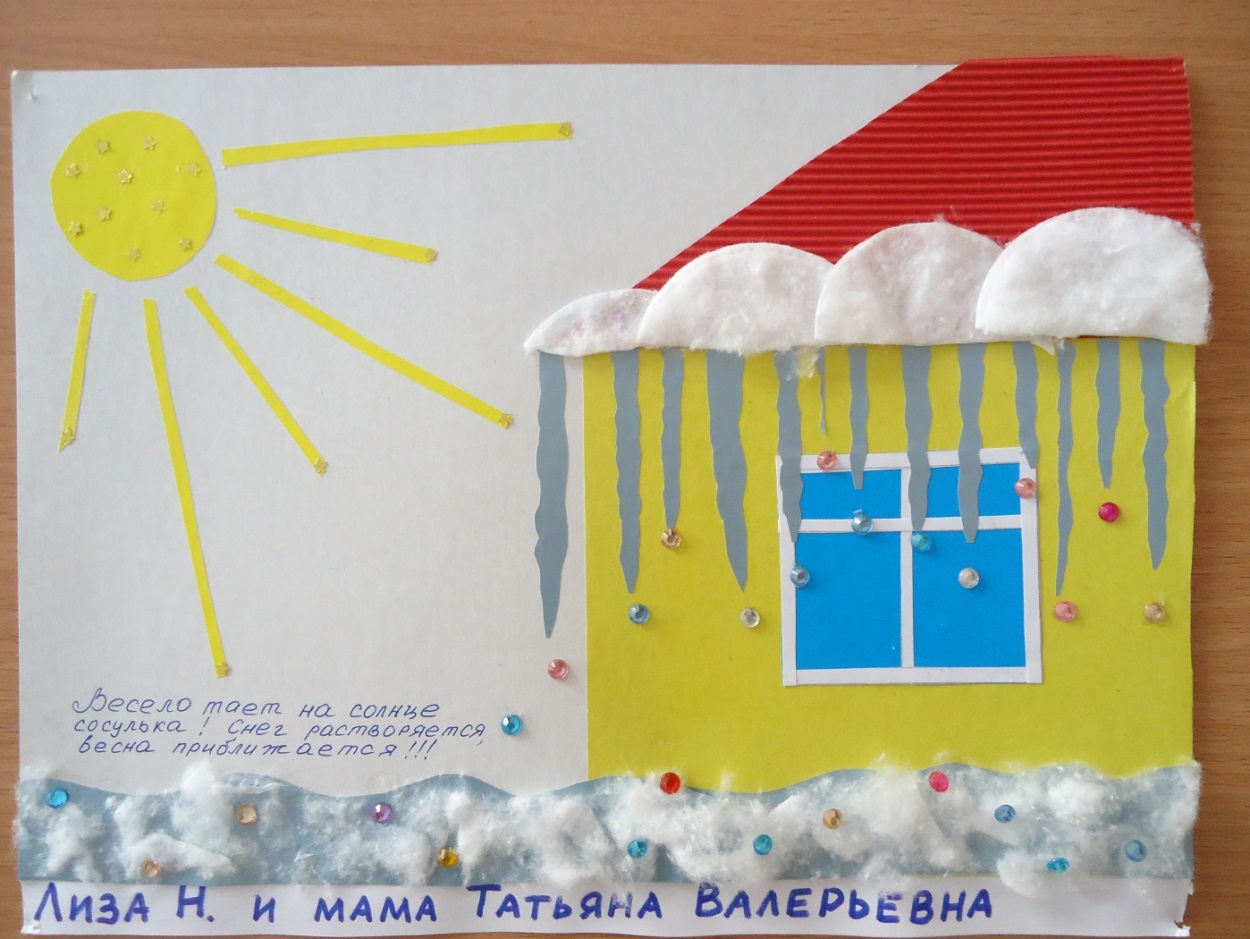 Весело тает на солнце
сосулька! Снег растворяется,
весна приближается!!!
Лиза Н. и мама Татьяна Валерьевна